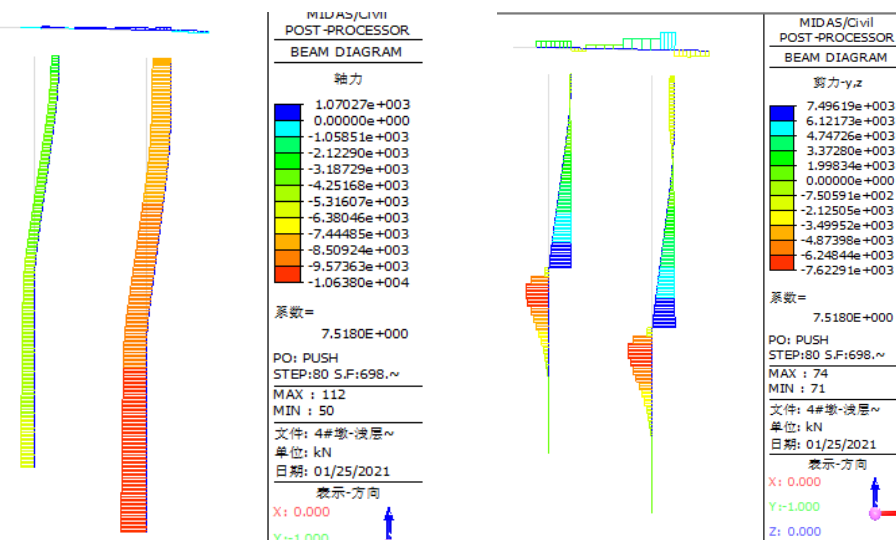 MIDAS/Civil
POST-PROCESSOR
BEAM DIAGRAM
轴力
1.07027e+003
0.00000e+000
-1.05851e+003
-2.12290e+003
-3.18729e+003
-4.25168e+003
-5.31607e+003
-6.38046e+003
-7.44485e+003
-8.50924e+003
-9.57363e+003
-1.06380e+004
系数=
7.5180E+000
PO: PUSH
STEP:80 S.F:698.~
MAX : 112
MIN : 50
文件: 4#墩-浅层~
单位: kN
日期: 01/25/2021
表示-方向
X: 0.000
Y:-1.000
MIDAS/Civil
POST-PROCESSOR
BEAM DIAGRAM
剪力-y,z
7.49619e+003
6.12173e+003
4.74726e+003
3.37280e+003
1.99834e+003
0.00000e+000
-7.50591e+002
-2.12505e+003
-3.49952e+003
-4.87398e+003
-6.24844e+003
-7.62291e+003
系数=
7.5180E+000
PO: PUSH
STEP:80 S.F:698.~
MAX : 74
MIN : 71
文件: 4#墩-浅层~
单位: kN
日期: 01/25/2021
表示-方向
X: 0.000
Y:-1.000
Z: 0.000